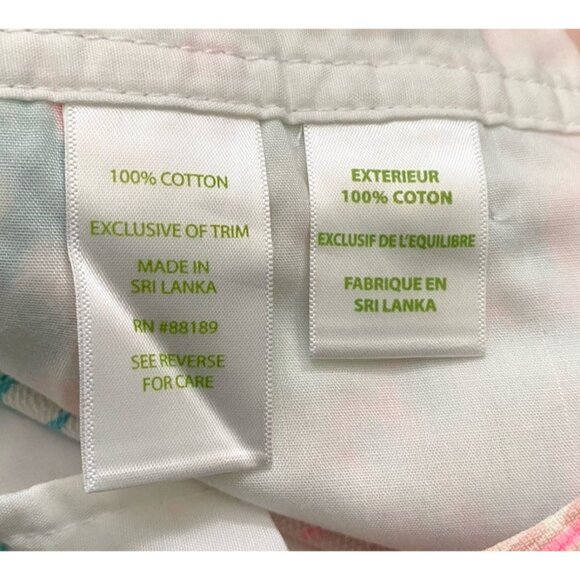 100% COTTON
EXCLUSIVE OF TRIM
MADE IN
SRI LANKA
RN #88189
SEE REVERSE
FOR CARE
EXTERIEUR
100% COTON
EXCLUSIF DE L'EQUILIBRE
FABRIQUE EN
SRI LANKA